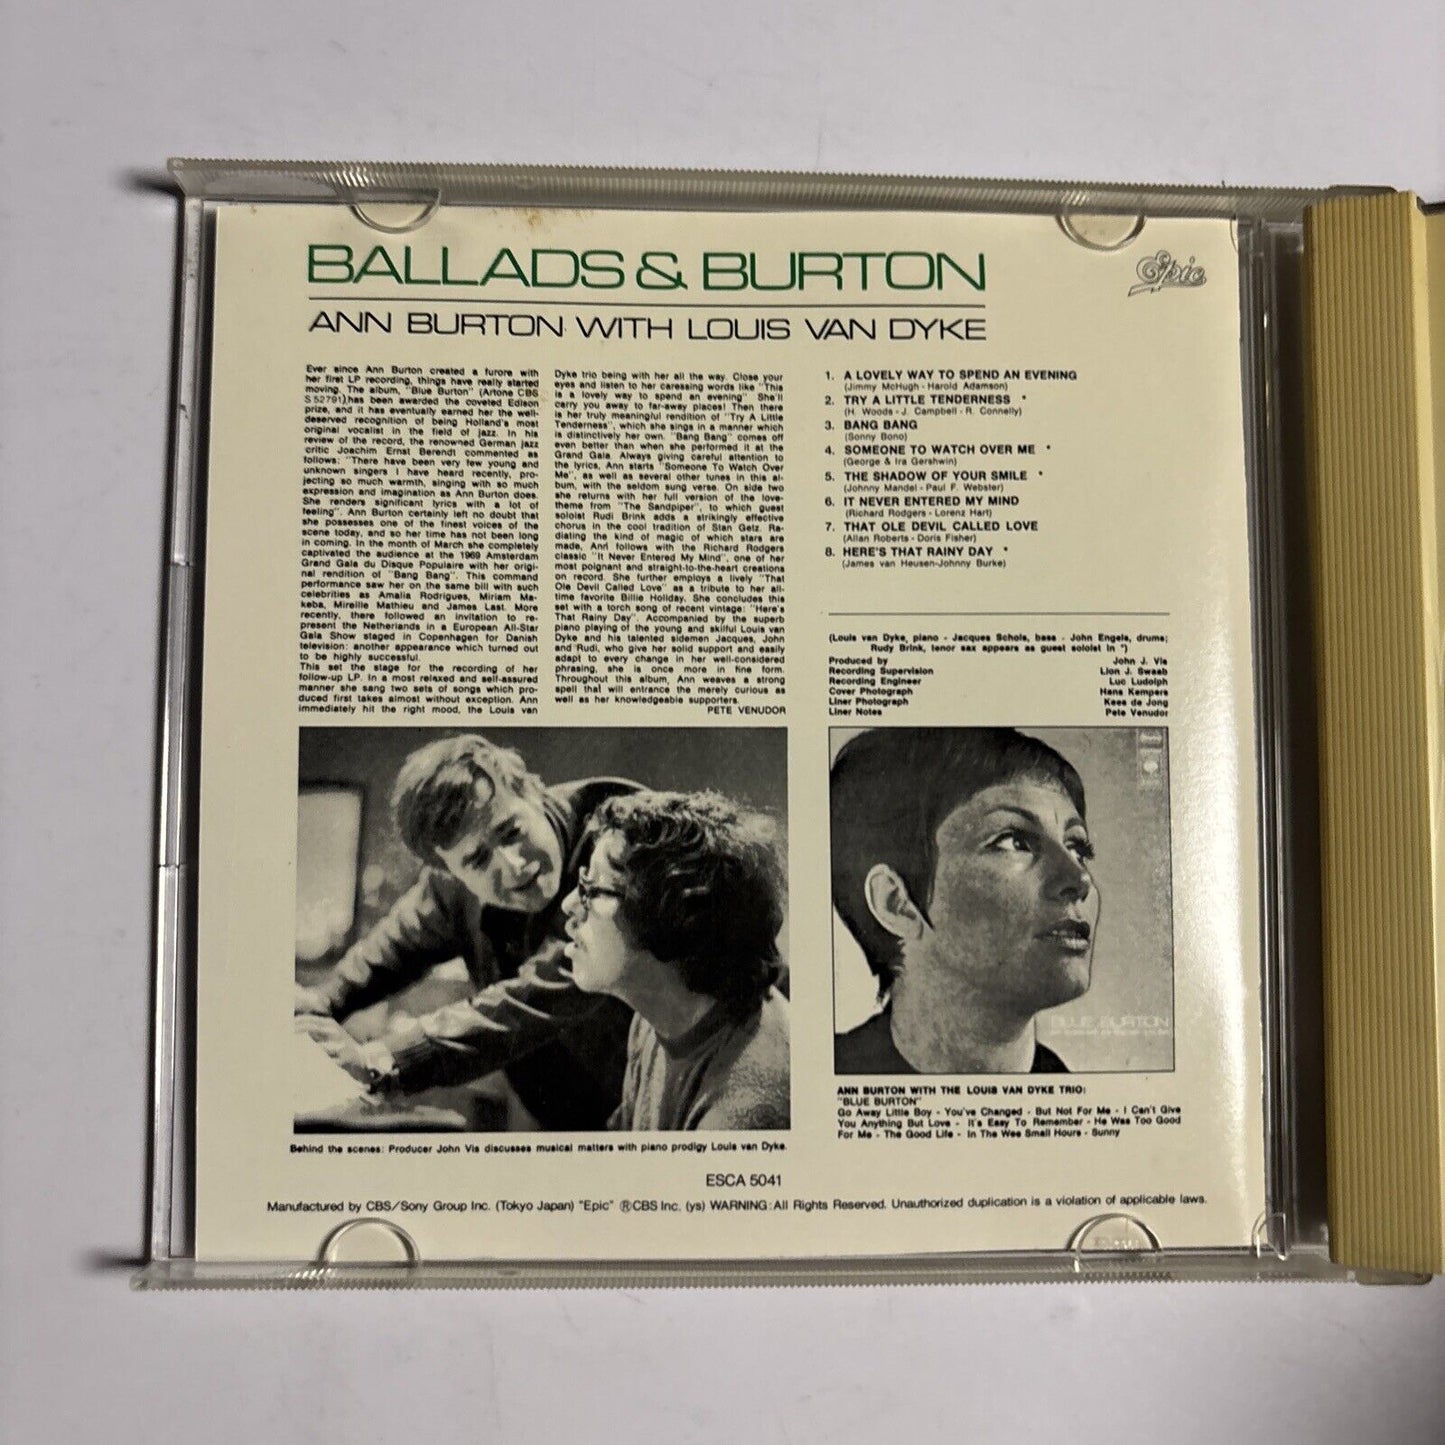 BALLADS & BURTON
ANN BURTON WITH LOUIS VAN DYKE
Epic
Ever since Ann Burton created a furore with
her first LP recording, things have really started
moving. The album, "Blue Burton" (Artone CBS
S 52791) has been awarded the coveted Edison
prize, and it has eventually earned her the well-
deserved recognition of being Holland's most
original vocalist in the field of jazz. In his
review of the record, the renowned German jazz
critic Joachim Ernst Berendt commented as
follows: "There have been very few young and
unknown singers I have heard recently, pro-
jecting so much warmth, singing with so much
expression and imagination as Ann Burton does.
She renders significant lyrics with a lot of
feeling". Ann Burton certainly left no doubt that
she possesses one of the finest voices of the
scene today, and so her time has not been long
in coming. In the month of March she completely
captivated the audience at the 1969 Amsterdam
Grand Gala du Disque Populaire with her origi-
nal rendition of "Bang Bang". This command
performance saw her on the same bill with such
celebrities as Amalia Rodrigues, Miriam Ma-
keba, Mireille Mathieu and James Last. More
recently, there followed an invitation to re-
present the Netherlands in a European All-Star
Gala Show staged in Copenhagen for Danish
television: another appearance which turned out
to be highly successful.
This set the stage for the recording of her
follow-up LP. In a most relaxed and self-assured
manner she sang two sets of songs which pro-
duced first takes almost without exception. Ann
immediately hit the right mood, the Louis van
Dyke trio being with her all the way. Close your
eyes and listen to her caressing words like "This
is a lovely way to spend an evening" She'll
carry you away to far-away places! Then there
is her truly meaningful rendition of "Try A Little
Tenderness", which she sings in a manner which
is distinctively her own. "Bang Bang" comes off
even better than when she performed it at the
Grand Gala. Always giving careful attention to
the lyrics, Ann starts "Someone To Watch Over
Me", as well as several other tunes in this al-
bum, with the seldom sung verse. On side two
she returns with her full version of the love-
theme from "The Sandpiper", to which guest
soloist Rudi Brink adds a strikingly effective
chorus in the cool tradition of Stan Getz. Ra-
diating the kind of magic of which stars are
made, Ann follows with the Richard Rodgers
classic "It Never Entered My Mind", one of her
most poignant and straight-to-the-heart creations
on record. She further employs a lively "That
Ole Devil Called Love" as a tribute to her all-
time favorite Billie Holiday. She concludes this
set with a torch song of recent vintage: "Here's
That Rainy Day". Accompanied by the superb
piano playing of the young and skilful Louis van
Dyke and his talented sidemen Jacques, John
and Rudi, who give her solid support and easily
adapt to every change in her well-considered
phrasing, she is once more in fine form.
Throughout this album, Ann weaves a strong
spell that will entrance the merely curious as
well as her knowledgeable supporters.
PETE VENUDOR
1. A LOVELY WAY TO SPEND AN EVENING
(Jimmy McHugh - Harold Adamson)
2. TRY A LITTLE TENDERNESS *
(H. Woods - J. Campbell - R. Connelly)
3. BANG BANG
(Sonny Bono)
4. SOMEONE TO WATCH OVER ME *
(George & Ira Gershwin)
5. THE SHADOW OF YOUR SMILE *
(Johnny Mandel - Paul F. Webster)
6. IT NEVER ENTERED MY MIND
(Richard Rodgers - Lorenz Hart)
7. THAT OLE DEVIL CALLED LOVE
(Allan Roberts - Doris Fisher)
8. HERE'S THAT RAINY DAY *
(James van Heusen-Johnny Burke)
(Louis van Dyke, piano - Jacques Schols, bass - John Engels, drums;
Rudy Brink, tenor sax appears as guest soloist in *)
Produced by John J. Vis
Recording Supervision Lion J. Swaab
Recording Engineer Luc Ludolph
Cover Photograph Hans Kempers
Liner Photograph Kees de Jong
Liner Notes Pete Venudor
BLUE BURTON
Behind the scenes: Producer John Vis discusses musical matters with piano prodigy Louis van Dyke.
ANN BURTON WITH THE LOUIS VAN DYKE TRIO:
"BLUE BURTON"
Go Away Little Boy - You've Changed - But Not For Me - I Can't Give
You Anything But Love - It's Easy To Remember - He Was Too Good
For Me - The Good Life - In The Wee Small Hours - Sunny
ESCA 5041
Manufactured by CBS/Sony Group Inc. (Tokyo Japan) "Epic" ®CBS Inc. (ys) WARNING: All Rights Reserved. Unauthorized duplication is a violation of applicable laws.